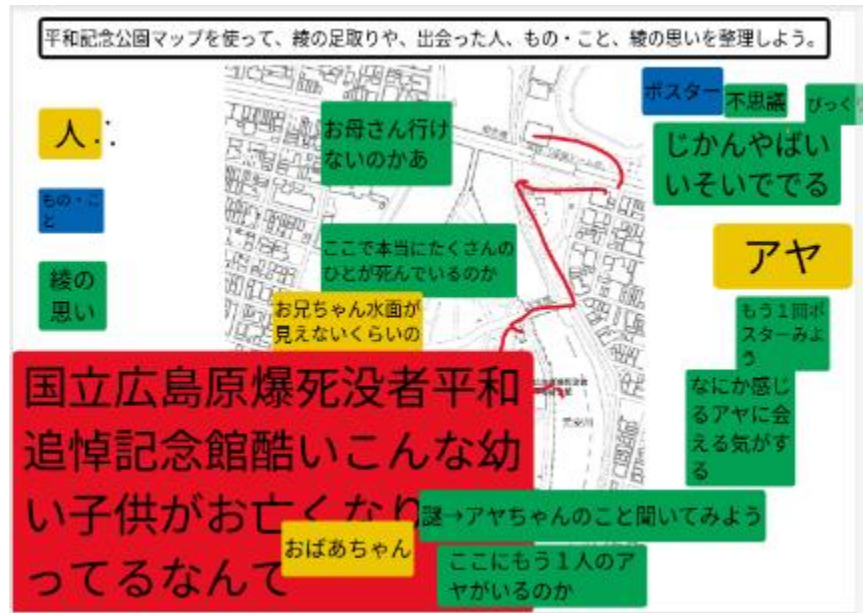 平和記念公園マップを使って、綾の足取りや、出会った人、もの・こと、綾の思いを整理しよう。
人
もの・こ
と
綾の
思い
お母さん行け
ないのかあ
ここで本当にたくさんの
ひとが死んでいるのか
お兄ちゃん水面が
見えないくらいの
ポスター
不思議
びっく
じかんやばい
いそいででる
アヤ
もう1回ポ
スターみよ
う
なにか感じ
るアヤに会
える気がす
る
国立広島原爆死没者平和
追悼記念館酷いこんな幼
い子供がお亡くなり
ってるなんて
おばあちゃん
謎→アヤちゃんのこと聞いてみよう
ここにもう1人のア
ヤがいるのか